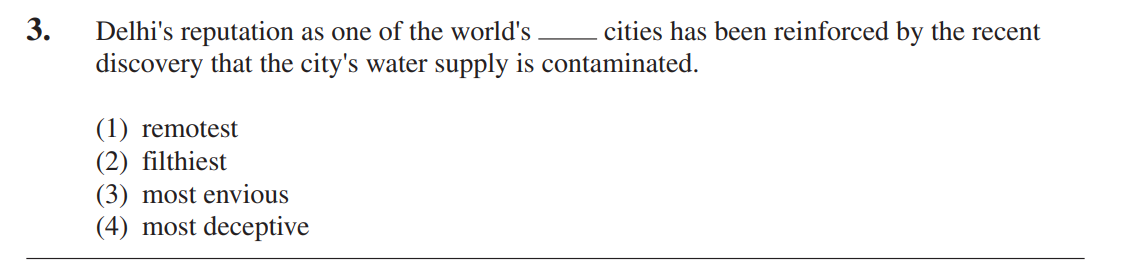 3. Delhi's reputation as one of the world's _____ cities has been reinforced by the recent
discovery that the city's water supply is contaminated.
(1) remotest
(2) filthiest
(3) most envious
(4) most deceptive